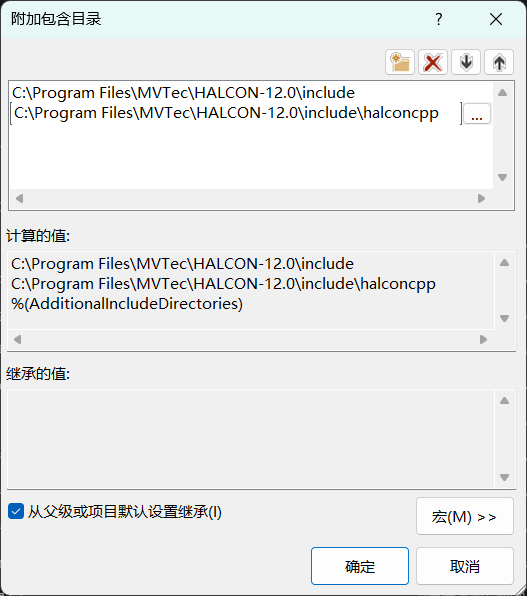 附加包含目录
?
C:\Program Files\MVTec\HALCON-12.0\include
C:\Program Files\MVTec\HALCON-12.0\include\halconcpp
...
计算的值:
C:\Program Files\MVTec\HALCON-12.0\include
C:\Program Files\MVTec\HALCON-12.0\include\halconcpp
%(AdditionalIncludeDirectories)
继承的值:
从父级或项目默认设置继承(I)
宏(M) >>
确定
取消